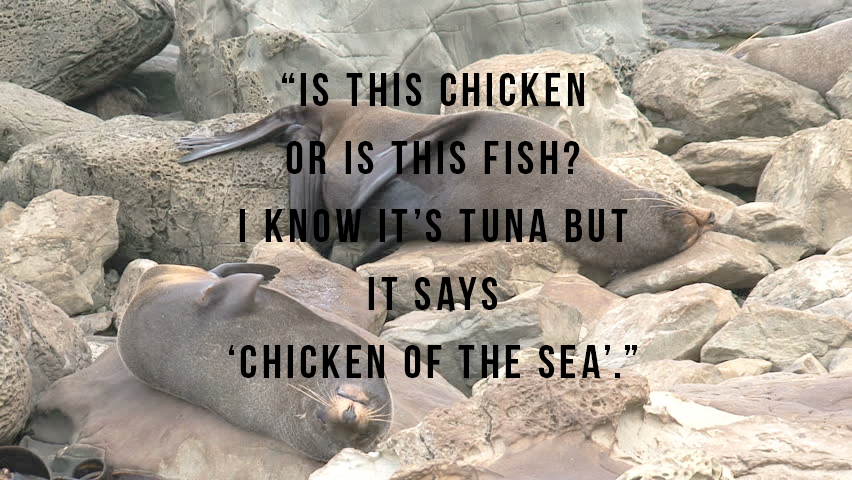 “IS THIS CHICKEN
OR IS THIS FISH?
I KNOW IT’S TUNA BUT
IT SAYS
‘CHICKEN OF THE SEA’.”